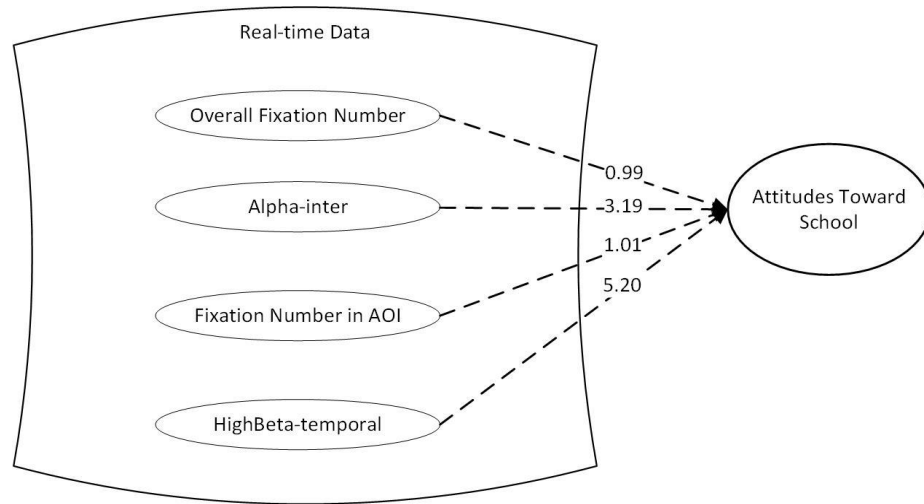 Real-time Data
Overall Fixation Number
0.99
Alpha-inter
3.19
Attitudes Toward
School
1.01
5.20
Fixation Number in AOI
HighBeta-temporal